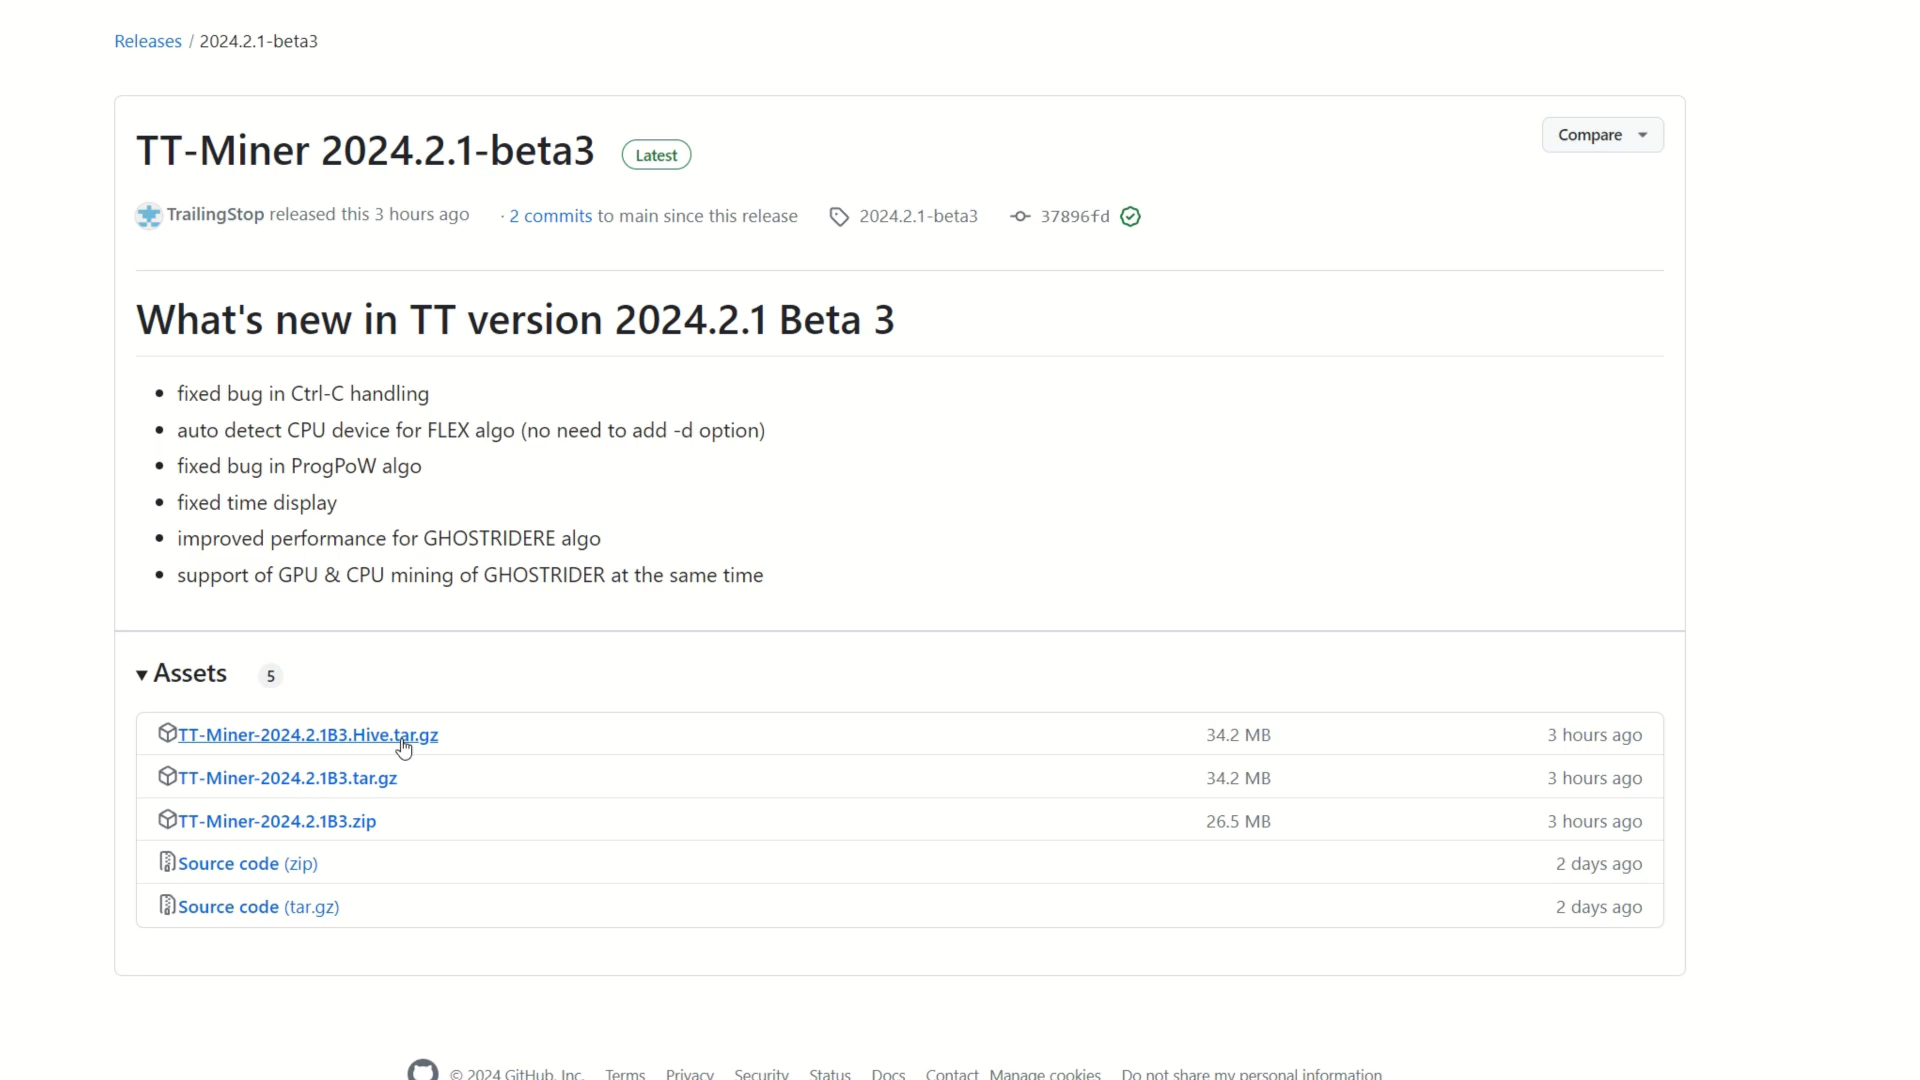 Releases / 2024.2.1-beta3
TT-Miner 2024.2.1-beta3 Latest Compare
TrailingStop released this 3 hours ago · 2 commits to main since this release 2024.2.1-beta3 37896fd
What's new in TT version 2024.2.1 Beta 3
• fixed bug in Ctrl-C handling
• auto detect CPU device for FLEX algo (no need to add -d option)
• fixed bug in ProgPoW algo
• fixed time display
• improved performance for GHOSTRIDERE algo
• support of GPU & CPU mining of GHOSTRIDER at the same time
Assets 5
TT-Miner-2024.2.1B3.Hive.tar.gz 34.2 MB 3 hours ago
TT-Miner-2024.2.1B3.tar.gz 34.2 MB 3 hours ago
TT-Miner-2024.2.1B3.zip 26.5 MB 3 hours ago
Source code (zip) 2 days ago
Source code (tar.gz) 2 days ago
© 2024 GitHub, Inc. Terms Privacy Security Status Docs Contact Manage cookies Do not share my personal information